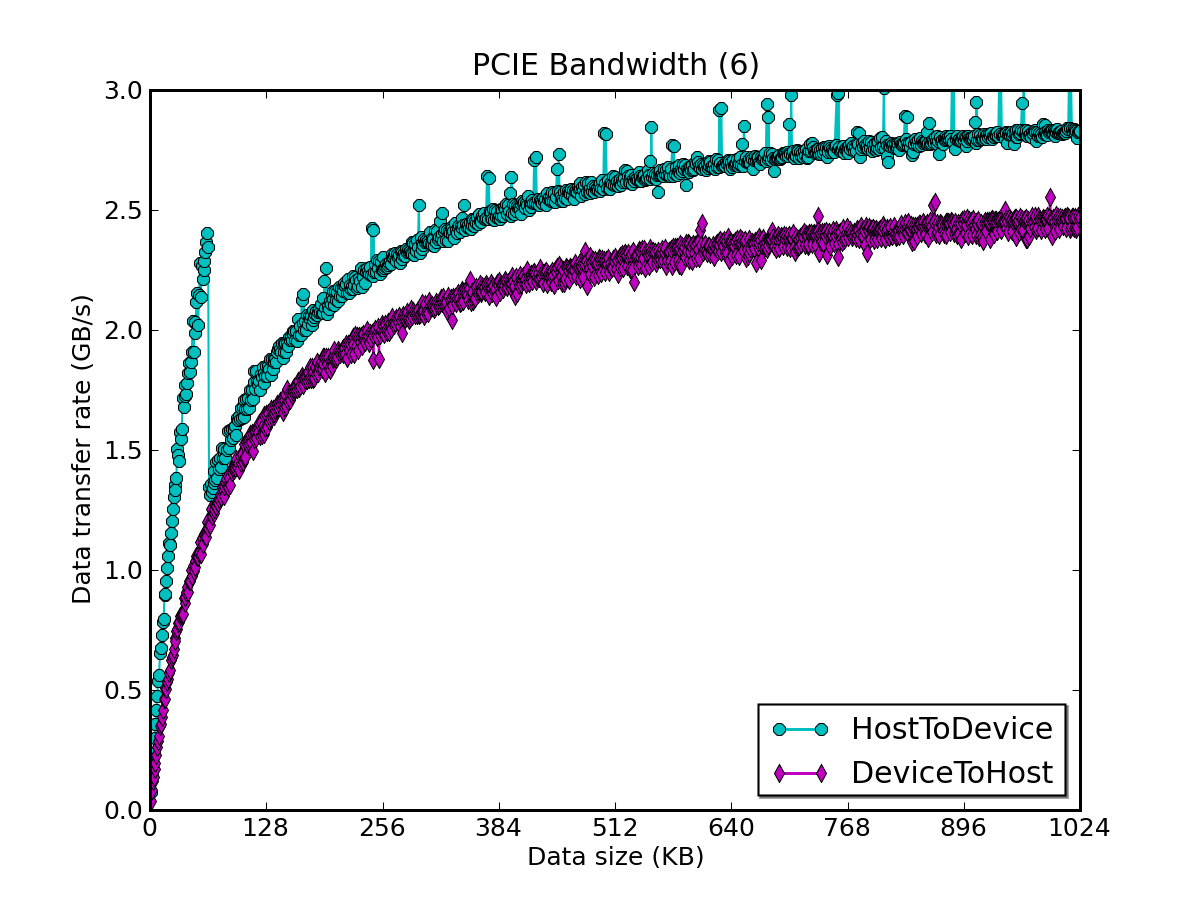 PCIE Bandwidth (6)
3.0
2.5
2.0
1.5
1.0
0.5
0.0
Data transfer rate (GB/s)
HostToDevice
DeviceToHost
0 128 256 384 512 640 768 896 1024
Data size (KB)